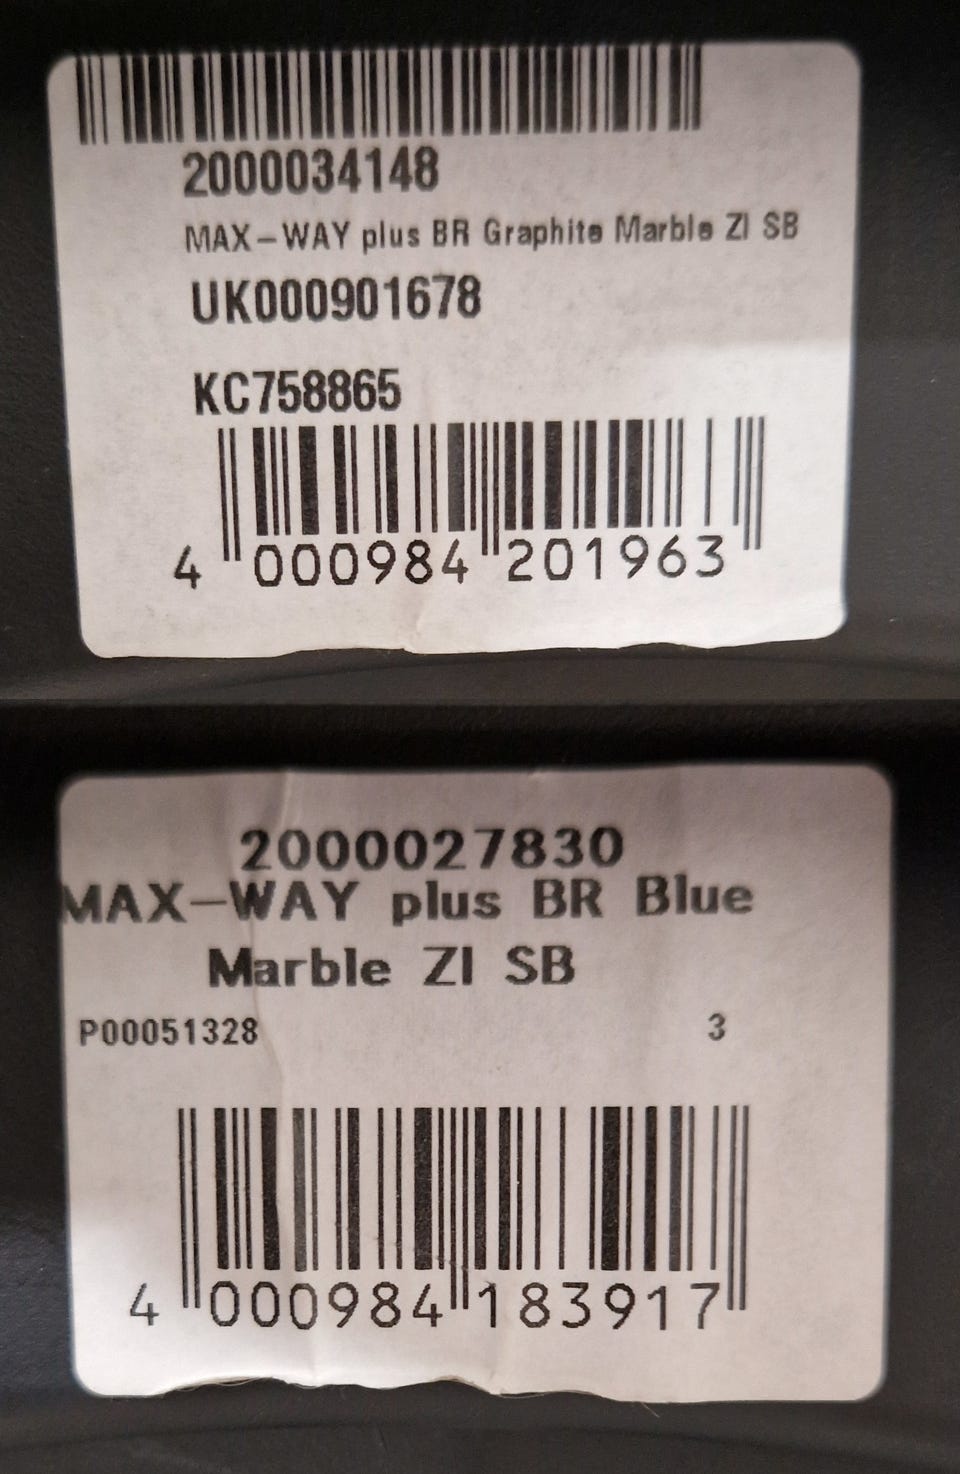 2000034148
MAX-WAY plus BR Graphite Marble ZI SB
UK000901678
KC758865
4 000984 201963
2000027830
MAX-WAY plus BR Blue
Marble ZI SB
P00051328 3
4 000984 183917